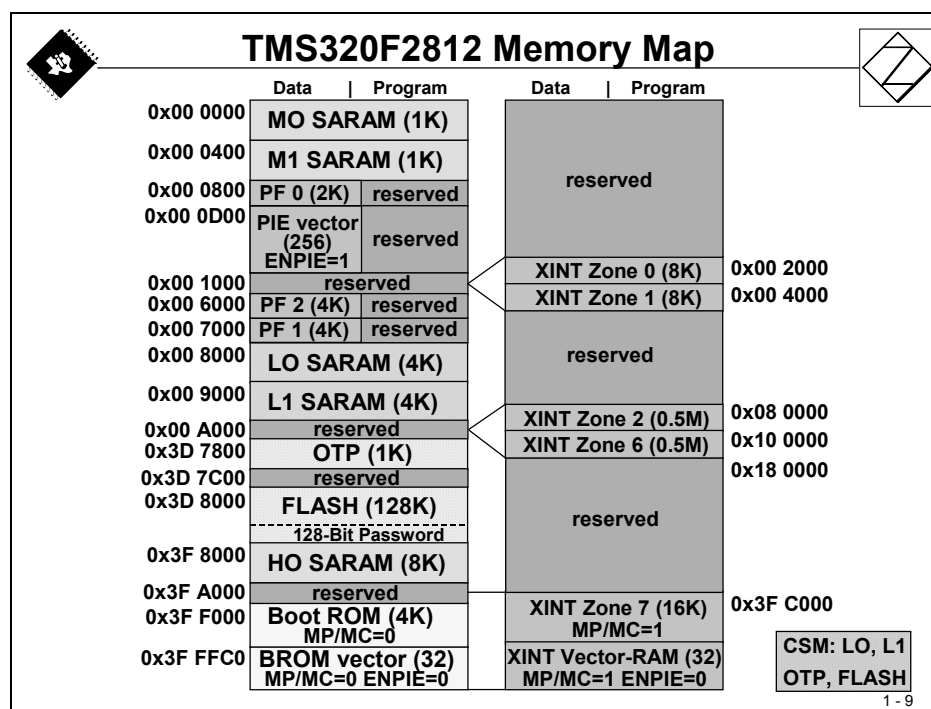 TMS320F2812 Memory Map
Data | Program
0x00 0000
MO SARAM (1K)
0x00 0400
M1 SARAM (1K)
0x00 0800
PF 0 (2K)
reserved
0x00 0D00
PIE vector
(256)
ENPIE=1
reserved
0x00 1000
reserved
0x00 6000
PF 2 (4K)
reserved
0x00 7000
PF 1 (4K)
reserved
0x00 8000
LO SARAM (4K)
0x00 9000
L1 SARAM (4K)
0x00 A000
reserved
0x3D 7800
OTP (1K)
0x3D 7C00
reserved
0x3D 8000
FLASH (128K)
128-Bit Password
0x3F 8000
HO SARAM (8K)
0x3F A000
reserved
0x3F F000
Boot ROM (4K)
MP/MC=0
0x3F FFC0
BROM vector (32)
MP/MC=0 ENPIE=0
Data | Program
reserved
XINT Zone 0 (8K)
0x00 2000
XINT Zone 1 (8K)
0x00 4000
reserved
XINT Zone 2 (0.5M)
0x08 0000
XINT Zone 6 (0.5M)
0x10 0000
0x18 0000
reserved
XINT Zone 7 (16K)
MP/MC=1
0x3F C000
XINT Vector-RAM (32)
MP/MC=1 ENPIE=0
CSM: LO, L1
OTP, FLASH
1 - 9